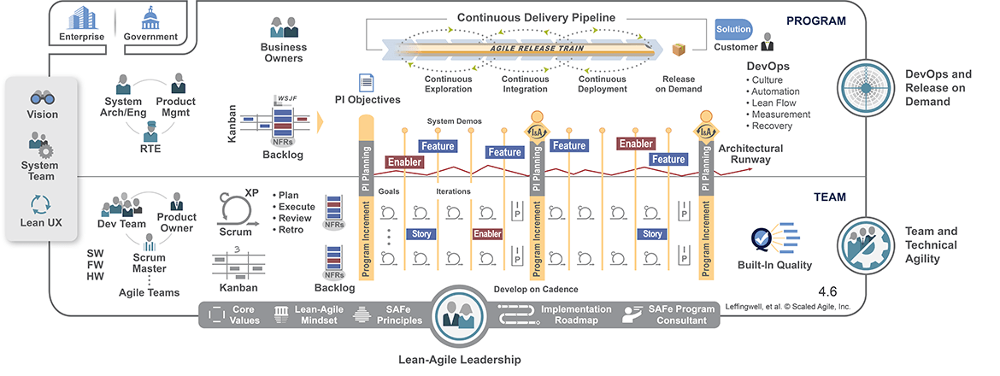 Enterprise
Government
Business
Owners
Continuous Delivery Pipeline
AGILE RELEASE TRAIN
Continuous
Exploration
Continuous
Integration
Continuous
Deployment
Release
on Demand
Solution
Customer
PROGRAM
DevOps
• Culture
• Automation
• Lean Flow
• Measurement
• Recovery
DevOps and
Release on
Demand
Vision
System
Team
Lean UX
System
Arch/Eng
Product
Mgmt
RTE
Kanban
WSJF
NFRs
Backlog
PI Objectives
System Demos
PI Planning
Enabler
Feature
Feature
I&A
PI Planning
Feature
Enabler
Feature
I&A
PI Planning
Architectural
Runway
TEAM
Dev Team
Product
Owner
Scrum
Master
SW
FW
HW
Agile Teams
XP
Scrum
• Plan
• Execute
• Review
• Retro
3
Kanban
NFRs
NFRs
Backlog
Program Increment
Goals
Iterations
Story
Enabler
I P
I P
Program Increment
Story
I P
I P
Program Increment
Develop on Cadence
Built-In Quality
Team and
Technical
Agility
4.6
Leffingwell, et al. © Scaled Agile, Inc.
Core
Values
Lean-Agile
Mindset
SAFe
Principles
Implementation
Roadmap
SAFe Program
Consultant
Lean-Agile Leadership